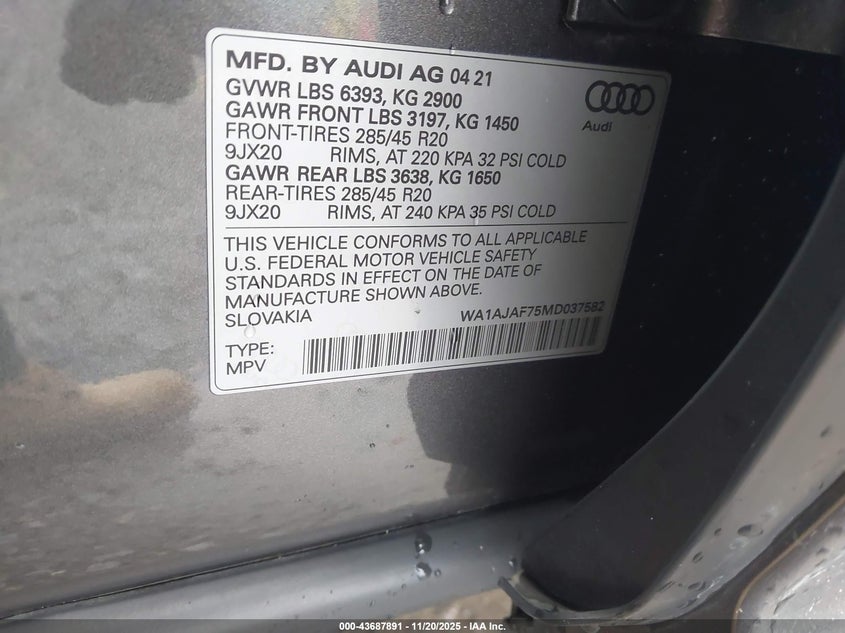 MFD. BY AUDI AG 04 21
GVWR LBS 6393, KG 2900
GAWR FRONT LBS 3197, KG 1450
FRONT-TIRES 285/45 R20
9JX20 RIMS, AT 220 KPA 32 PSI COLD
GAWR REAR LBS 3638, KG 1650
REAR-TIRES 285/45 R20
9JX20 RIMS, AT 240 KPA 35 PSI COLD
Audi
THIS VEHICLE CONFORMS TO ALL APPLICABLE
U.S. FEDERAL MOTOR VEHICLE SAFETY
STANDARDS IN EFFECT ON THE DATE OF
MANUFACTURE SHOWN ABOVE.
SLOVAKIA WA1AJAF75MD037582
TYPE:
MPV
000-43687891 | 11/20/2025 | IAA Inc.